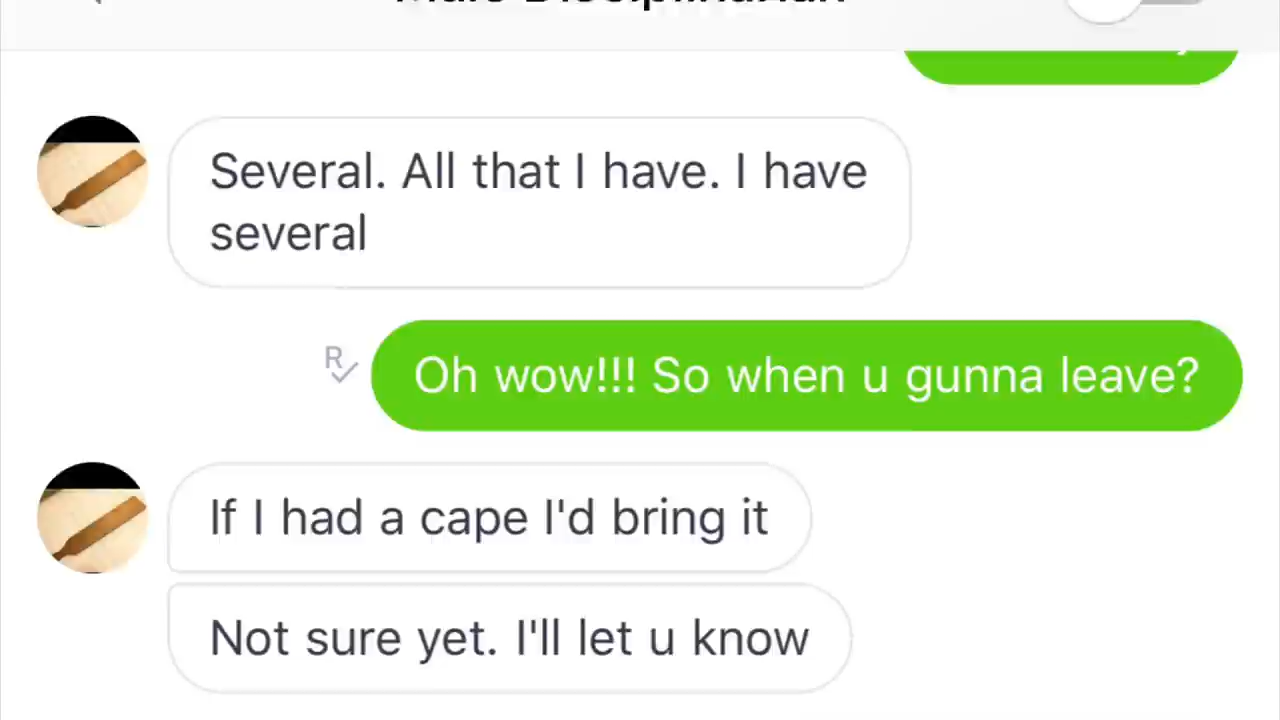 Several. All that I have. I have
several
R
Oh wow!!! So when u gunna leave?
If I had a cape I'd bring it
Not sure yet. I'll let u know